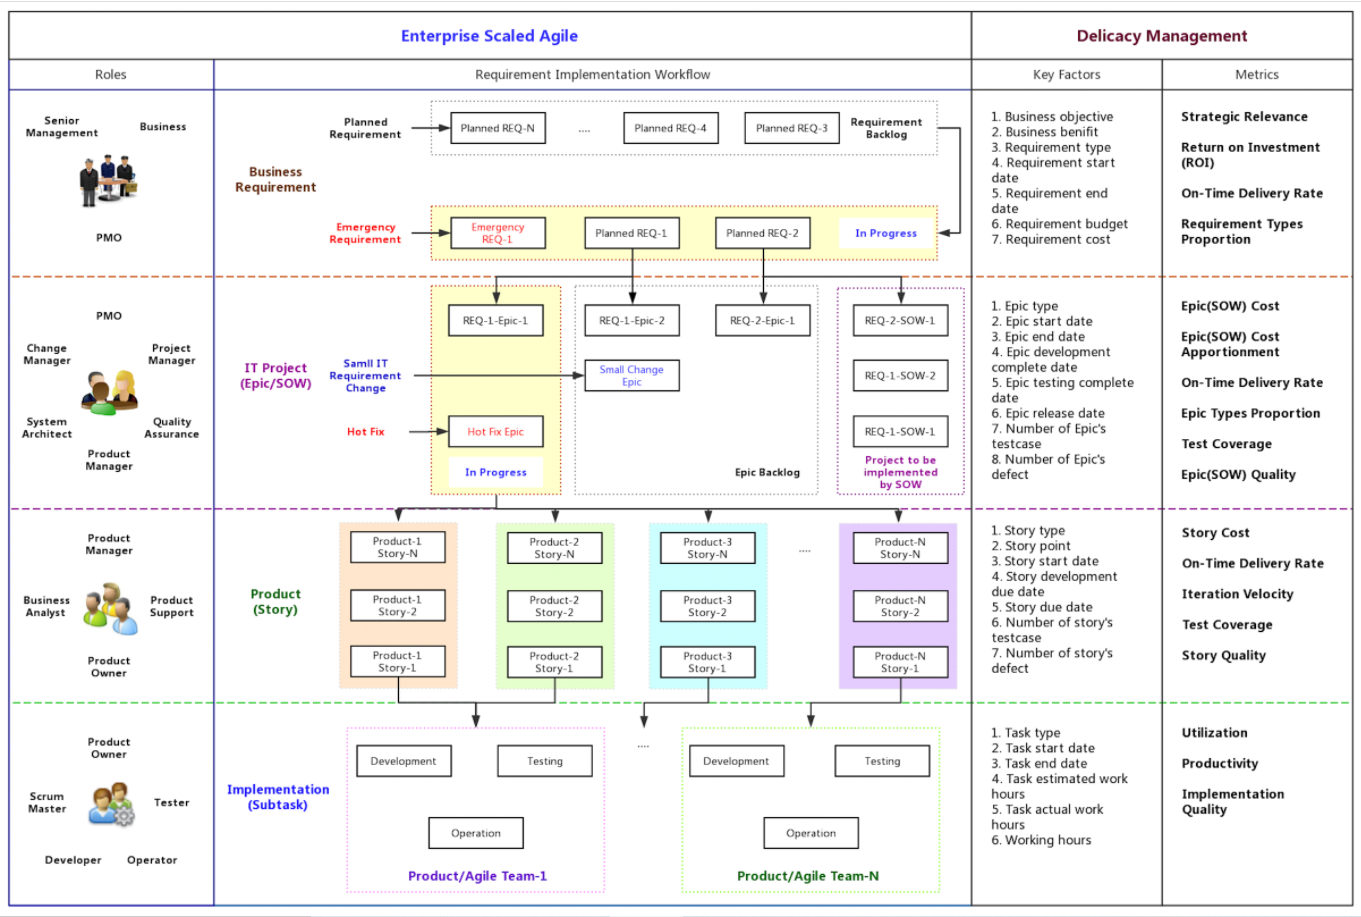 Enterprise Scaled Agile
Delicacy Management
Roles
Requirement Implementation Workflow
Key Factors
Metrics
Senior
Management
Business
PMO
Business
Requirement
Planned
Requirement
Planned REQ-N
....
Planned REQ-4
Planned REQ-3
Requirement
Backlog
Emergency
Requirement
Emergency
REQ-1
Planned REQ-1
Planned REQ-2
In Progress
1. Business objective
2. Business benifit
3. Requirement type
4. Requirement start
date
5. Requirement end
date
6. Requirement budget
7. Requirement cost
Strategic Relevance
Return on Investment
(ROI)
On-Time Delivery Rate
Requirement Types
Proportion
PMO
Change
Manager
Project
Manager
System
Architect
Quality
Assurance
Product
Manager
IT Project
(Epic/SOW)
Samll IT
Requirement
Change
Hot Fix
REQ-1-Epic-1
Hot Fix Epic
In Progress
REQ-1-Epic-2
REQ-2-Epic-1
Small Change
Epic
Epic Backlog
REQ-2-SOW-1
REQ-1-SOW-2
REQ-1-SOW-1
Project to be
implemented
by SOW
1. Epic type
2. Epic start date
3. Epic end date
4. Epic development
complete date
5. Epic testing complete
date
6. Epic release date
7. Number of Epic's
testcase
8. Number of Epic's
defect
Epic(SOW) Cost
Epic(SOW) Cost
Apportionment
On-Time Delivery Rate
Epic Types Proportion
Test Coverage
Epic(SOW) Quality
Product
Manager
Business
Analyst
Product
Support
Product
Owner
Product
(Story)
Product-1
Story-N
Product-1
Story-2
Product-1
Story-1
Product-2
Story-N
Product-2
Story-2
Product-2
Story-1
Product-3
Story-N
Product-3
Story-2
Product-3
Story-1
....
Product-N
Story-N
Product-N
Story-2
Product-N
Story-1
1. Story type
2. Story point
3. Story start date
4. Story development
due date
5. Story due date
6. Number of story's
testcase
7. Number of story's
defect
Story Cost
On-Time Delivery Rate
Iteration Velocity
Test Coverage
Story Quality
Product
Owner
Scrum
Master
Tester
Developer
Operator
Implementation
(Subtask)
Development
Testing
Operation
Product/Agile Team-1
....
Development
Testing
Operation
Product/Agile Team-N
1. Task type
2. Task start date
3. Task end date
4. Task estimated work
hours
5. Task actual work
hours
6. Working hours
Utilization
Productivity
Implementation
Quality